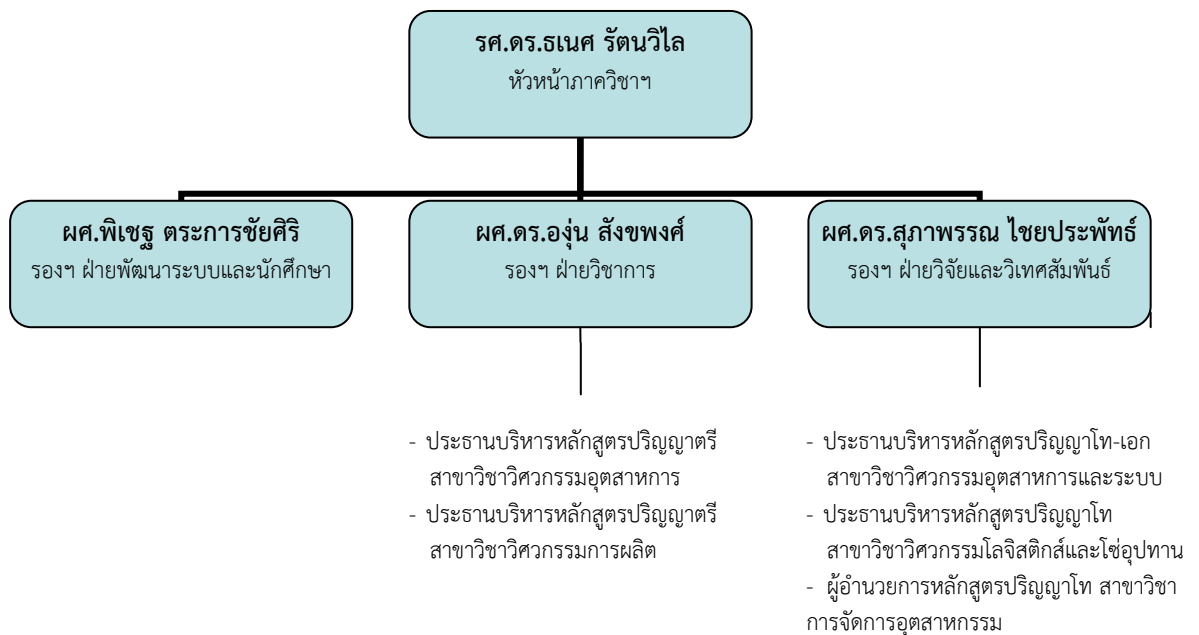 รศ.ดร.ธเนศ รัตนวิไล
หัวหน้าภาควิชาฯ
ผศ.พิเชฐ ตระการชัยศิริ
รองฯ ฝ่ายพัฒนาระบบและนักศึกษา
ผศ.ดร.องุ่น สังขพงศ์
รองฯ ฝ่ายวิชาการ
ผศ.ดร.สุภาพรรณ ไชยประพัทธ์
รองฯ ฝ่ายวิจัยและวิเทศสัมพันธ์
- ประธานบริหารหลักสูตรปริญญาตรี
สาขาวิชาวิศวกรรมอุตสาหการ
- ประธานบริหารหลักสูตรปริญญาตรี
สาขาวิชาวิศวกรรมการผลิต
- ประธานบริหารหลักสูตรปริญญาโท-เอก
สาขาวิชาวิศวกรรมอุตสาหการและระบบ
- ประธานบริหารหลักสูตรปริญญาโท
สาขาวิชาวิศวกรรมโลจิสติกส์และโซ่อุปทาน
- ผู้อำนวยการหลักสูตรปริญญาโท สาขาวิชา
การจัดการอุตสาหกรรม